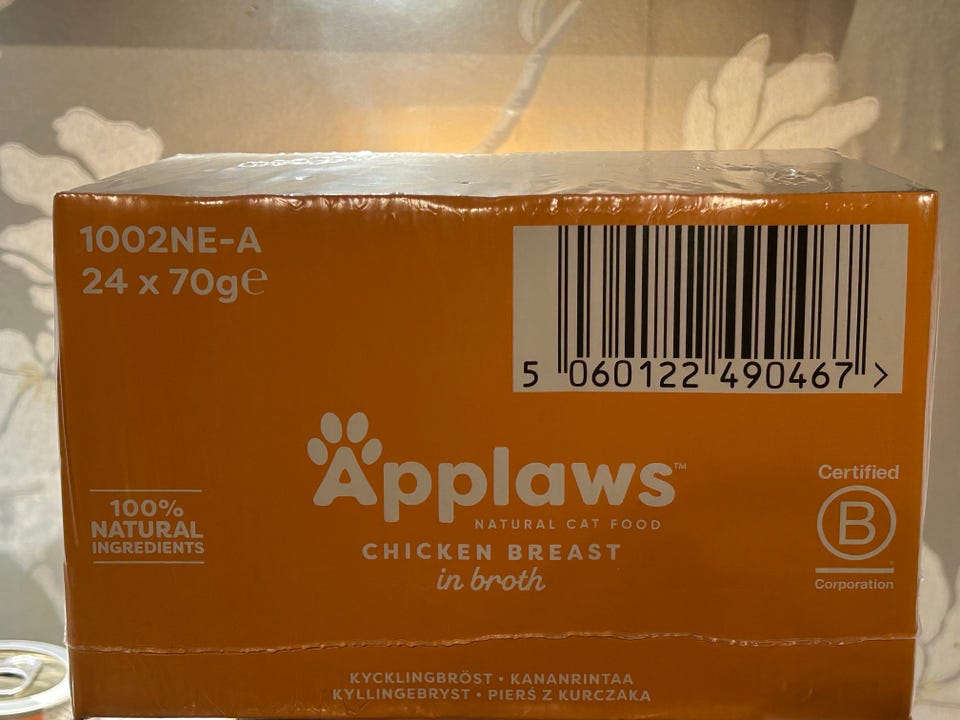 1002NE-A
24 x 70g℮
5 060122 490467 >
Applaws™
NATURAL CAT FOOD
CHICKEN BREAST
in broth
100%
NATURAL
INGREDIENTS
Certified
B
®
Corporation
KYCKLINGBRÖST • KANANRINTAA
KYLLINGEBRYST • PIERŚ Z KURCZAKA